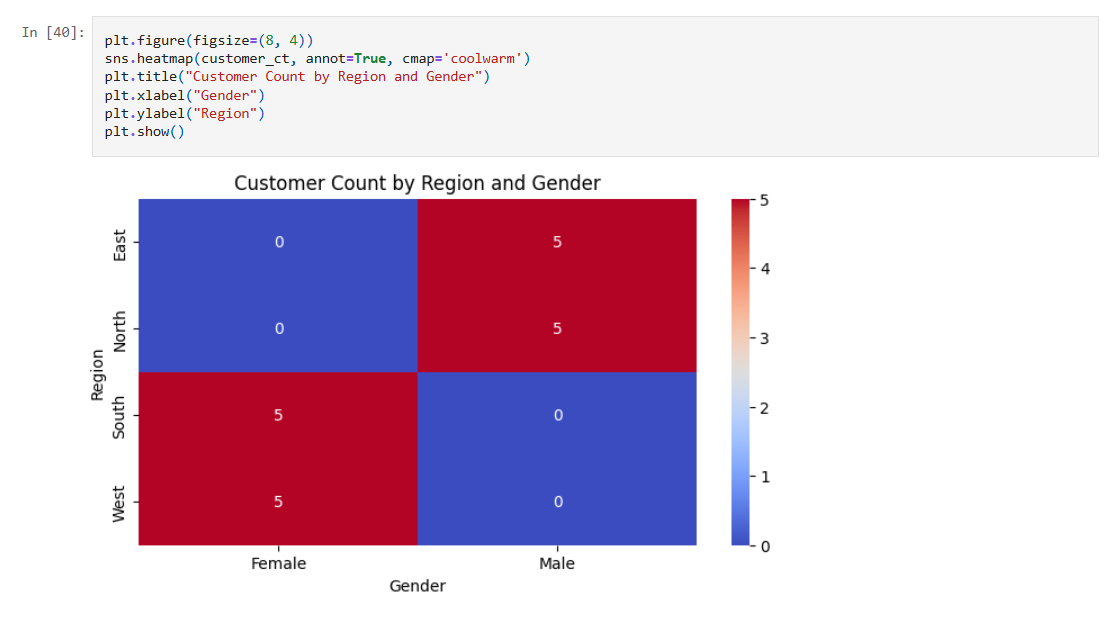 In [40]:
plt.figure(figsize=(8, 4))
sns.heatmap(customer_ct, annot=True, cmap='coolwarm')
plt.title("Customer Count by Region and Gender")
plt.xlabel("Gender")
plt.ylabel("Region")
plt.show()
Customer Count by Region and Gender
Region
East 0 5
North 0 5
South 5 0
West 5 0
Female Male
Gender
5
4
3
2
1
0